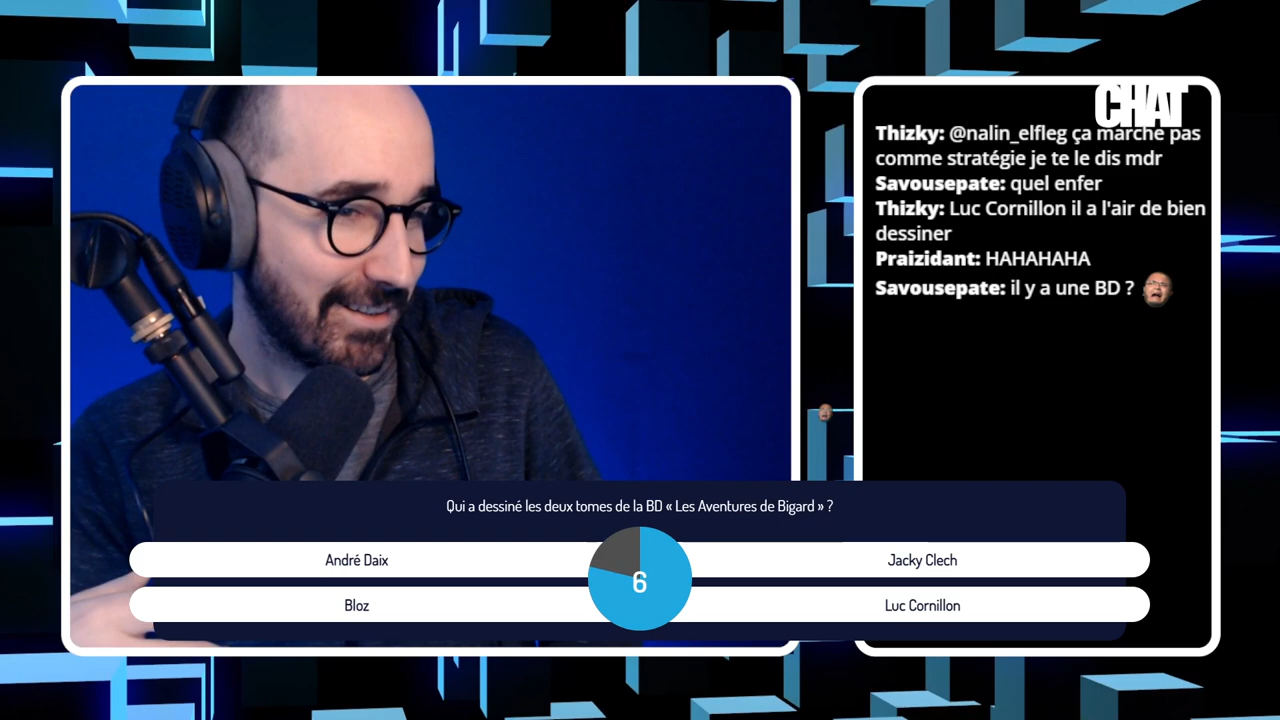 CHAT
Thizky: @nalin_elfleg ça marche pas
comme stratégie je te le dis mdr
Savousepate: quel enfer
Thizky: Luc Cornillon il a l'air de bien
dessiner
Praizidant: HAHAHAHA
Savousepate: il y a une BD ?
Qui a dessiné les deux tomes de la BD « Les Aventures de Bigard » ?
André Daix
Jacky Clech
6
Bloz
Luc Cornillon